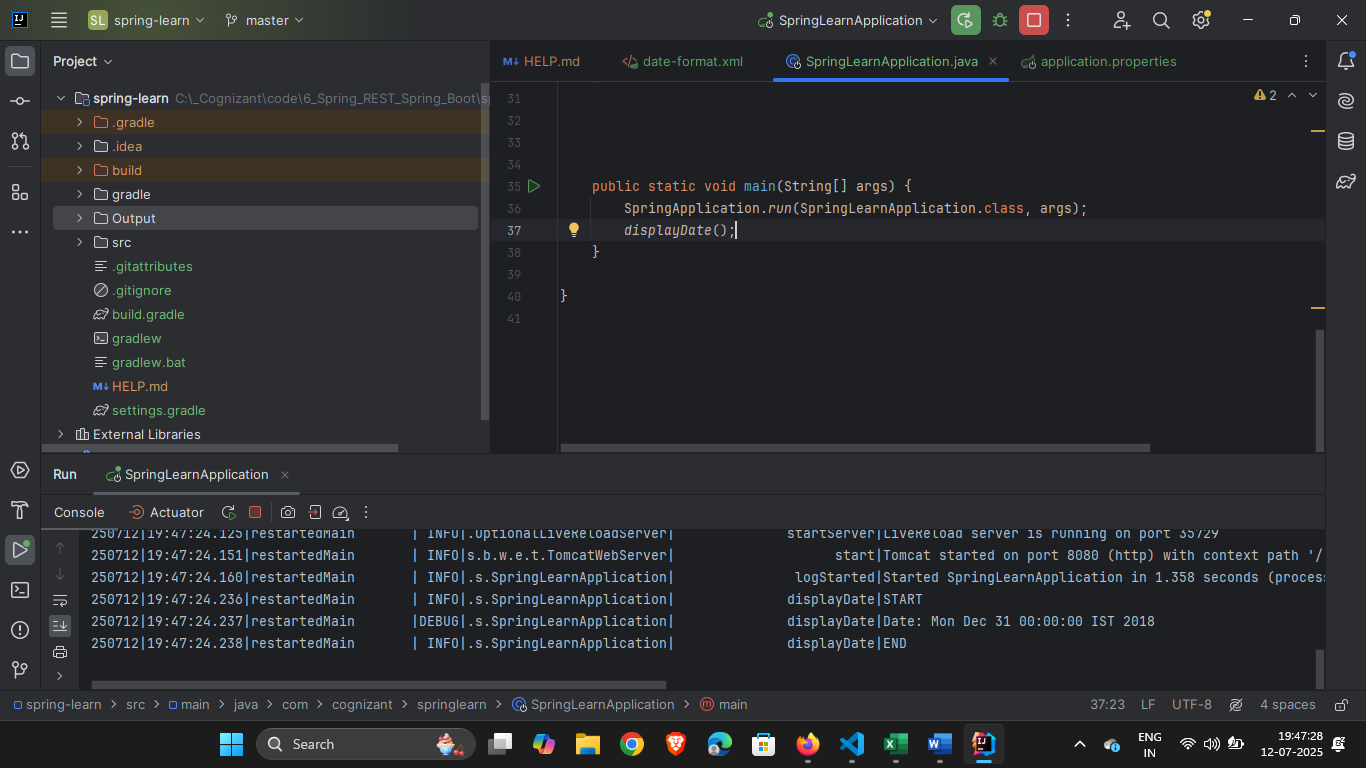 SL spring-learn master SpringLearnApplication
Project
spring-learn C:\_Cognizant\code\6_Spring_REST_Spring_Boot\s
.gradle
.idea
build
gradle
Output
src
.gitattributes
.gitignore
build.gradle
gradlew
gradlew.bat
HELP.md
settings.gradle
External Libraries
HELP.md date-format.xml SpringLearnApplication.java application.properties
2
31
32
33
34
35 public static void main(String[] args) {
36 SpringApplication.run(SpringLearnApplication.class, args);
37 displayDate();
38 }
39
40 }
41
Run SpringLearnApplication
Console Actuator
250712|19:47:24.125|restartedMain | INFO|.OptionalLiveReloadServer| startServer|LiveReload server is running on port 35729
250712|19:47:24.151|restartedMain | INFO|s.b.w.e.t.TomcatWebServer| start|Tomcat started on port 8080 (http) with context path '/
250712|19:47:24.160|restartedMain | INFO|.s.SpringLearnApplication| logStarted|Started SpringLearnApplication in 1.358 seconds (process
250712|19:47:24.236|restartedMain | INFO|.s.SpringLearnApplication| displayDate|START
250712|19:47:24.237|restartedMain |DEBUG|.s.SpringLearnApplication| displayDate|Date: Mon Dec 31 00:00:00 IST 2018
250712|19:47:24.238|restartedMain | INFO|.s.SpringLearnApplication| displayDate|END
spring-learn > src > main > java > com > cognizant > springlearn > SpringLearnApplication > main 37:23 LF UTF-8 4 spaces
Search
ENG
IN
19:47:28
12-07-2025